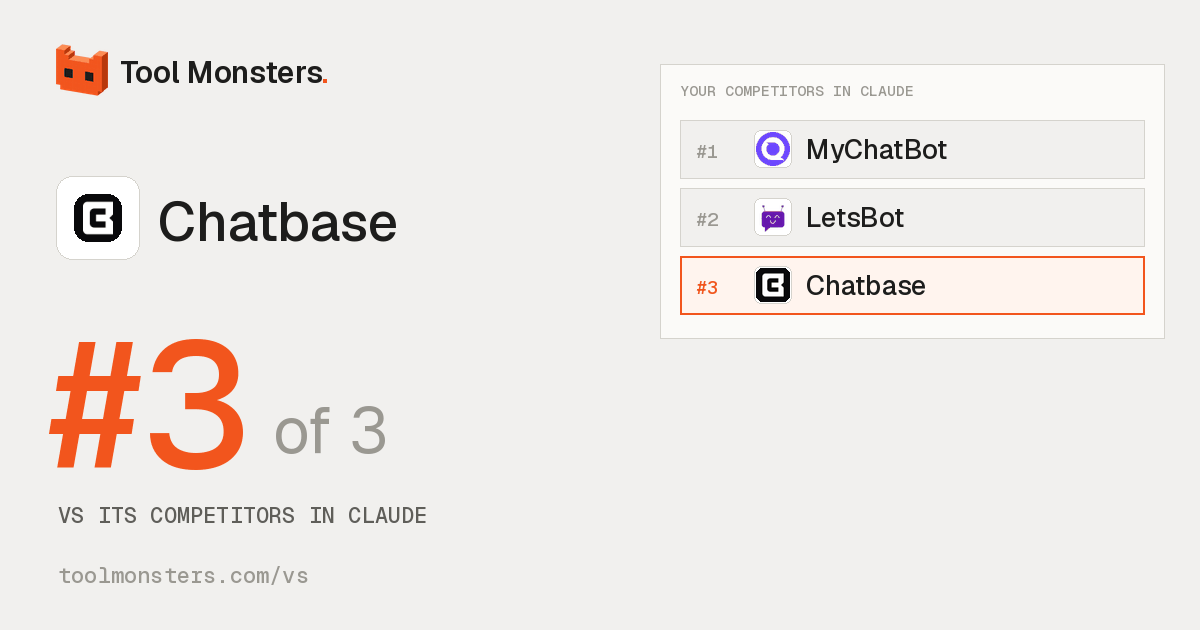 Tool Monsters.
Chatbase
#3 of 3
VS ITS COMPETITORS IN CLAUDE
toolmonsters.com/vs
YOUR COMPETITORS IN CLAUDE
#1 MyChatBot
#2 LetsBot
#3 Chatbase